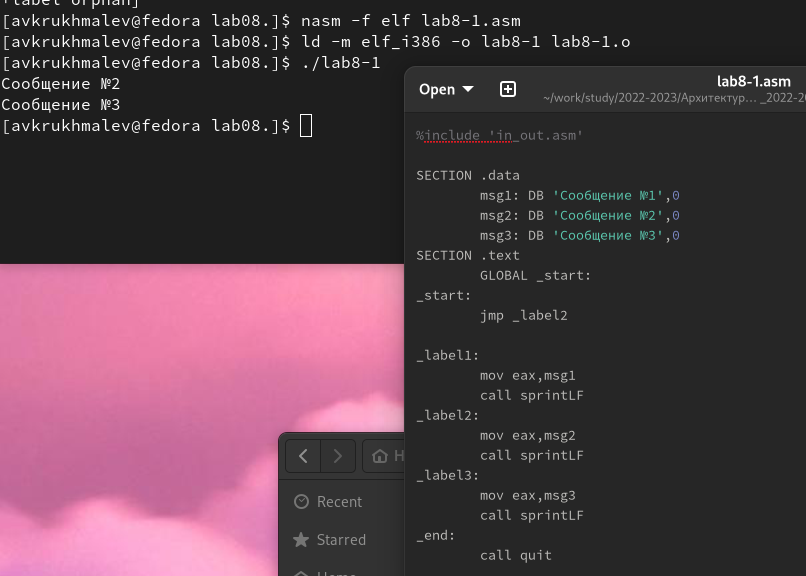 [avkrukhmalev@fedora lab08.]$ nasm -f elf lab8-1.asm
[avkrukhmalev@fedora lab08.]$ ld -m elf_i386 -o lab8-1 lab8-1.o
[avkrukhmalev@fedora lab08.]$ ./lab8-1
Сообщение №2
Сообщение №3
[avkrukhmalev@fedora lab08.]$
Open
lab8-1.asm
~/work/study/2022-2023/Архитектур… _2022-20
%include 'in_out.asm'
SECTION .data
msg1: DB 'Сообщение №1',0
msg2: DB 'Сообщение №2',0
msg3: DB 'Сообщение №3',0
SECTION .text
GLOBAL _start:
_start:
jmp _label2
_label1:
mov eax,msg1
call sprintLF
_label2:
mov eax,msg2
call sprintLF
_label3:
mov eax,msg3
call sprintLF
_end:
call quit
Recent
Starred
Home